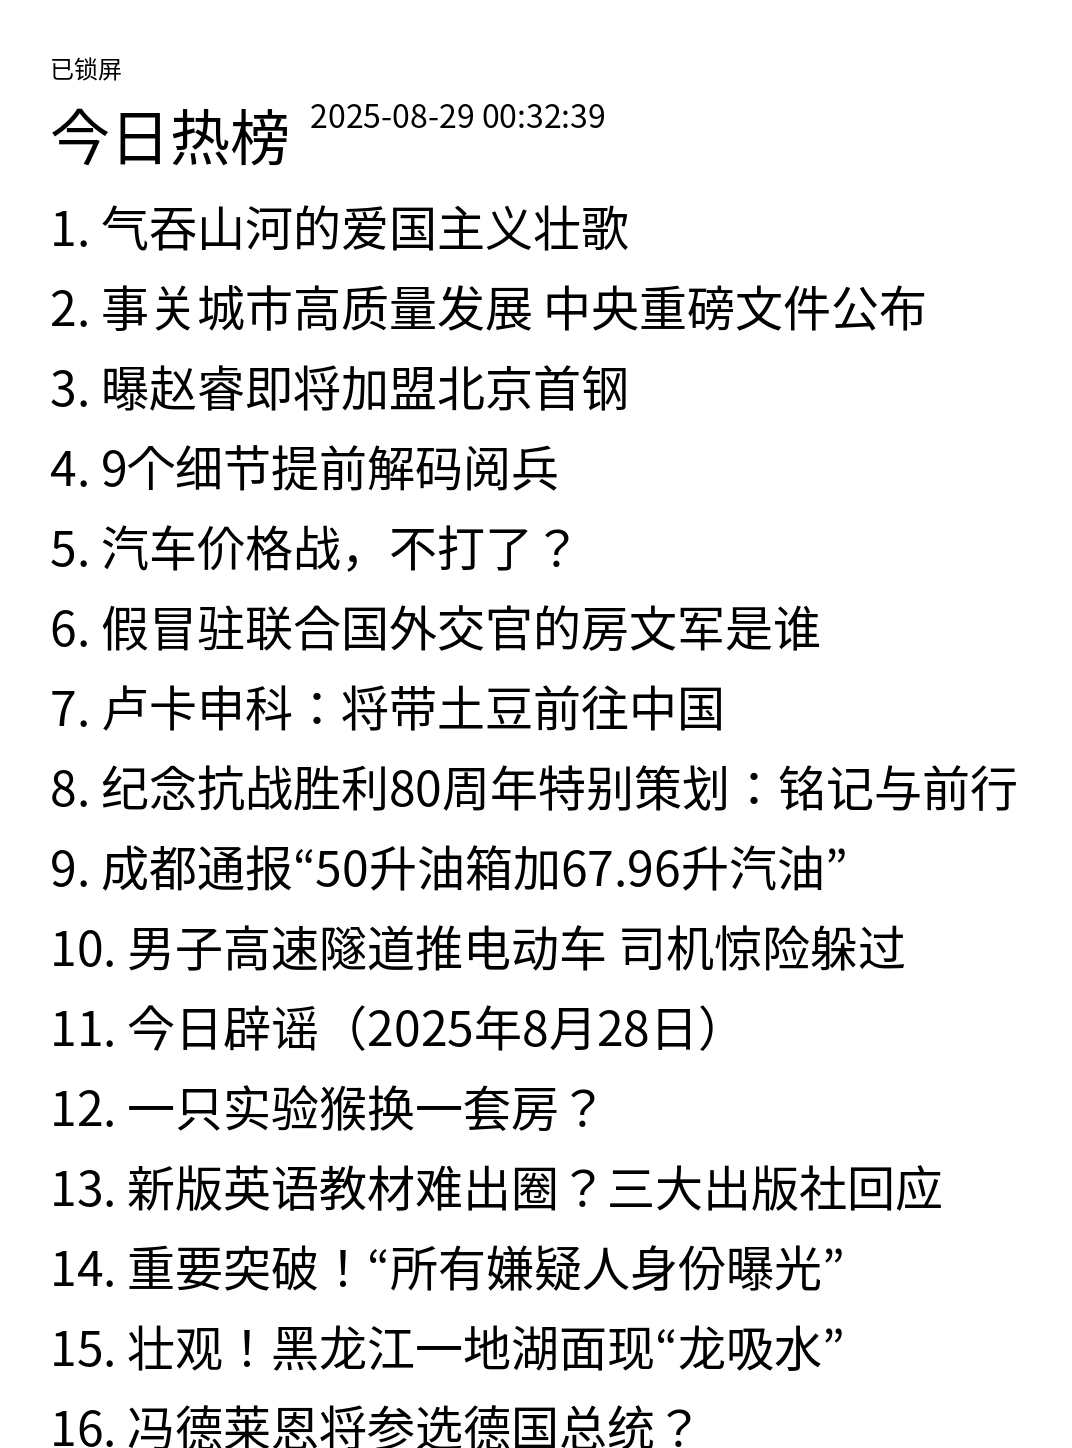 已锁屏
今日热榜 2025-08-29 00:32:39
1. 气吞山河的爱国主义壮歌
2. 事关城市高质量发展 中央重磅文件公布
3. 曝赵睿即将加盟北京首钢
4. 9个细节提前解码阅兵
5. 汽车价格战，不打了？
6. 假冒驻联合国外交官的房文军是谁
7. 卢卡申科：将带土豆前往中国
8. 纪念抗战胜利80周年特别策划：铭记与前行
9. 成都通报“50升油箱加67.96升汽油”
10. 男子高速隧道推电动车 司机惊险躲过
11. 今日辟谣（2025年8月28日）
12. 一只实验猴换一套房？
13. 新版英语教材难出圈？三大出版社回应
14. 重要突破！“所有嫌疑人身份曝光”
15. 壮观！黑龙江一地湖面现“龙吸水”
16. 冯德莱恩将参选德国总统？